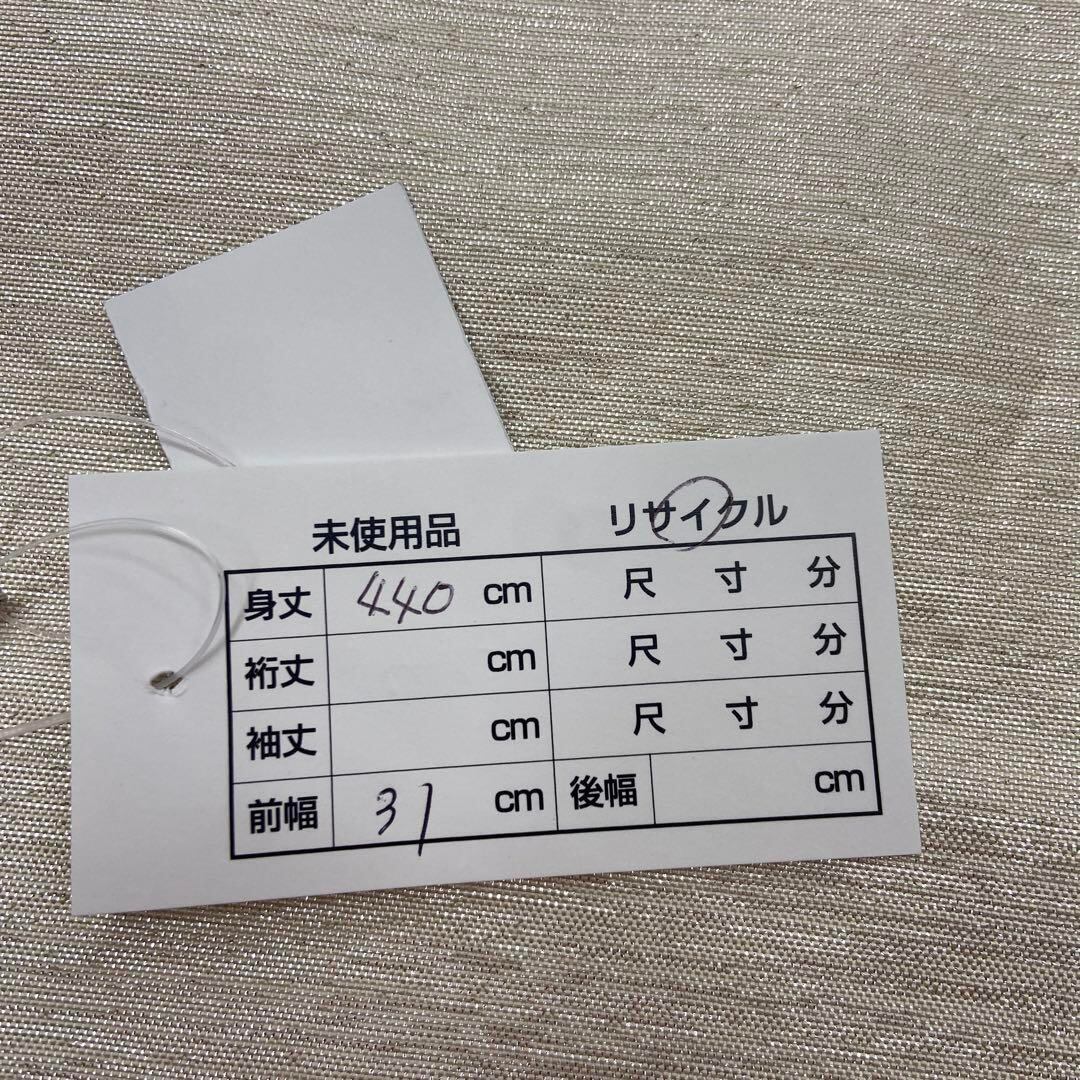 未使用品 リサイクル
身丈 440 cm 尺 寸 分
裄丈 cm 尺 寸 分
袖丈 cm 尺 寸 分
前幅 31 cm 後幅 cm